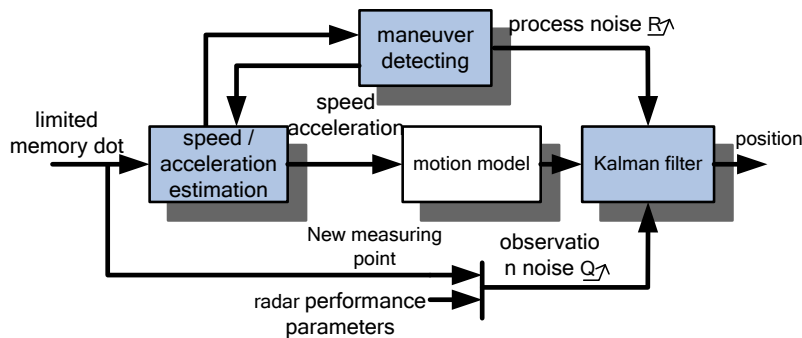 maneuver
detecting
process noise R
speed
acceleration
limited
memory dot
speed /
acceleration
estimation
motion model
Kalman filter
position
New measuring
point
observatio
n noise Q
radar performance
parameters